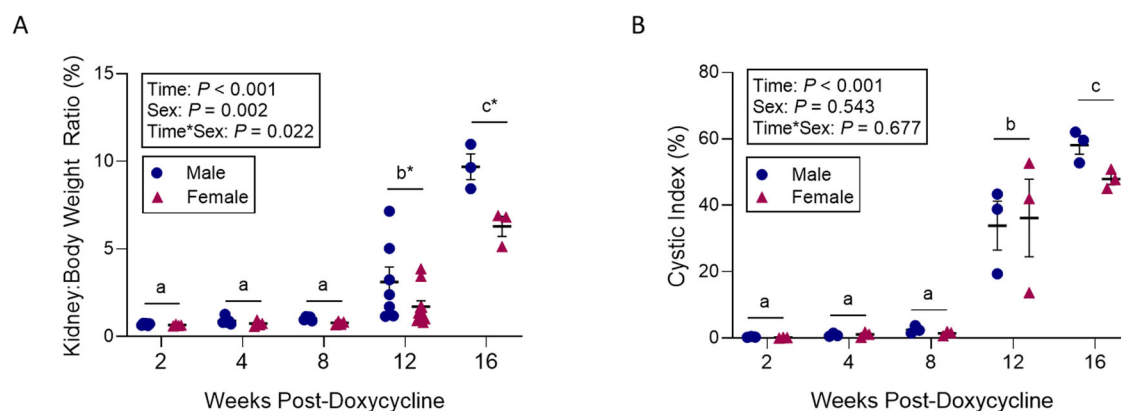 A
Kidney:Body Weight Ratio (%)
15
10
5
0
Time: P < 0.001
Sex: P = 0.002
Time*Sex: P = 0.022
Male
Female
a
a
a
b*
c*
2
4
8
12
16
Weeks Post-Doxycycline
B
Cystic Index (%)
80
60
40
20
0
Time: P < 0.001
Sex: P = 0.543
Time*Sex: P = 0.677
Male
Female
a
a
a
b
c
2
4
8
12
16
Weeks Post-Doxycycline